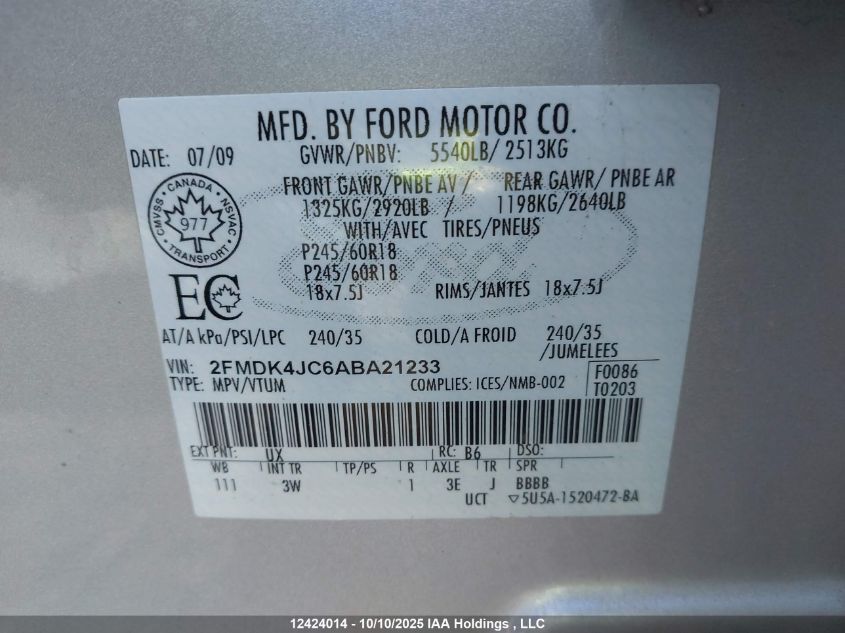 MFD. BY FORD MOTOR CO.
DATE: 07/09
GVWR/PNBV: 5540LB/ 2513KG
FRONT GAWR/PNBE AV / REAR GAWR/ PNBE AR
1325KG/2920LB / 1198KG/2640LB
WITH/AVEC TIRES/PNEUS
P245/60R18
P245/60R18
18x7.5J RIMS/JANTES 18x7.5J
CANADA
CMVSS NSVAC
977
TRANSPORT
EC
AT/A kPa/PSI/LPC 240/35 COLD/A FROID 240/35
/JUMELEES
VIN: 2FMDK4JC6ABA21233
TYPE: MPV/VTUM COMPLIES: ICES/NMB-002
F0086
T0203
EXT PNT: UX RC: B6 DSO:
WB INT TR TP/PS R AXLE TR SPR
111 3W 1 3E J BBBB
UCT ▽5U5A-1520472-BA
12424014 - 10/10/2025 IAA Holdings , LLC